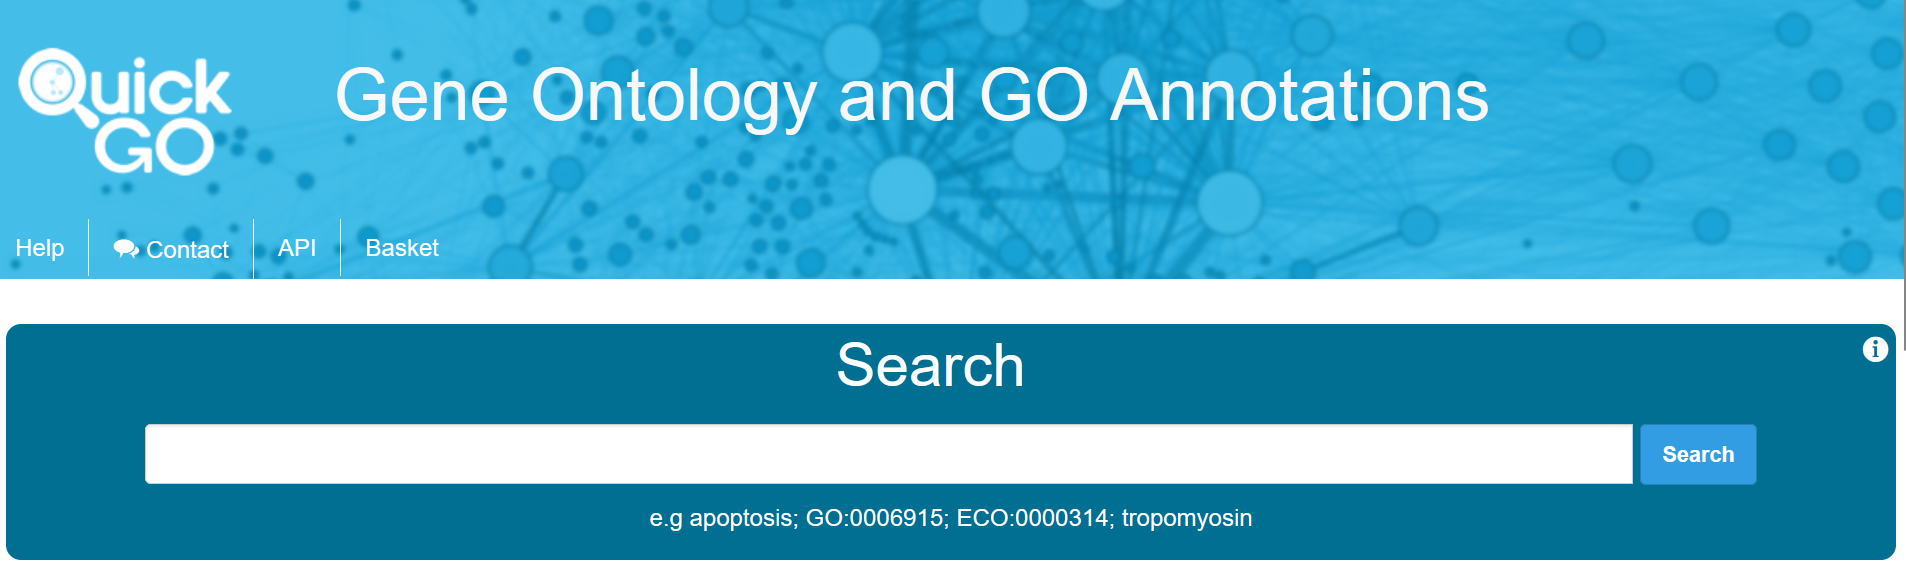 Quick
GO
Gene Ontology and GO Annotations
Help
Contact
API
Basket
Search
Search
e.g apoptosis; GO:0006915; ECO:0000314; tropomyosin